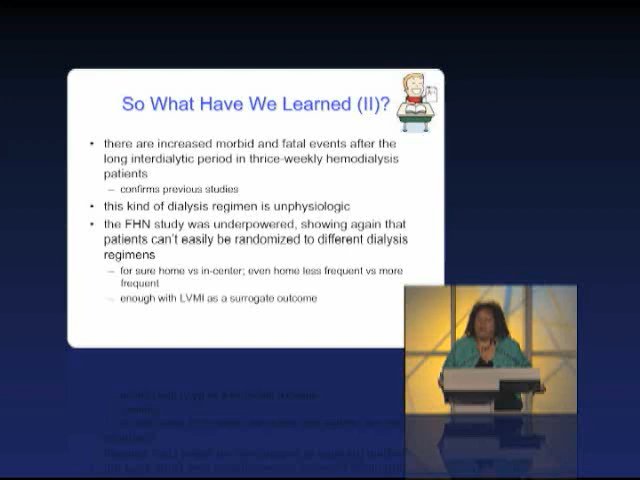 So What Have We Learned (II)?
• there are increased morbid and fatal events after the
long interdialytic period in thrice-weekly hemodialysis
patients
– confirms previous studies
• this kind of dialysis regimen is unphysiologic
• the FHN study was underpowered, showing again that
patients can't easily be randomized to different dialysis
regimens
– for sure home vs in-center; even home less frequent vs more
frequent
– enough with LVMI as a surrogate outcome